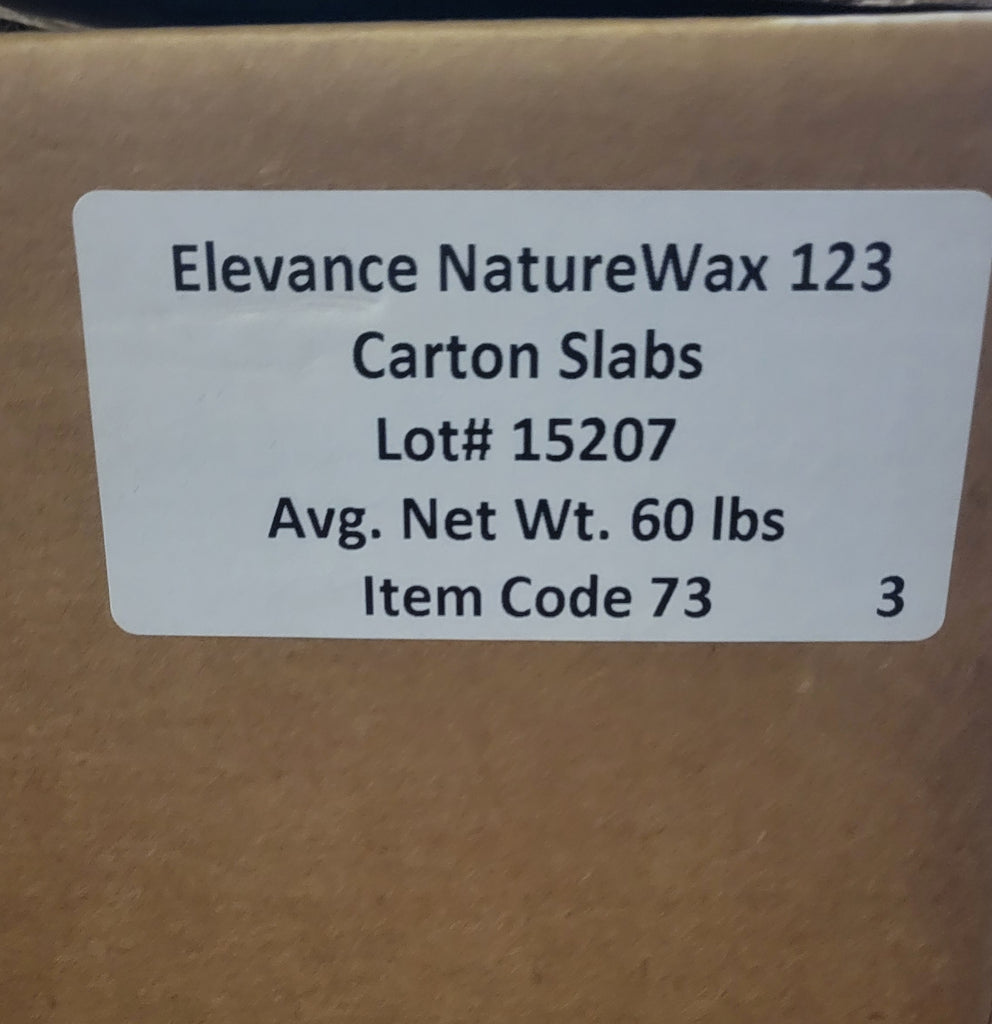 Elevance NatureWax 123
Carton Slabs
Lot# 15207
Avg. Net Wt. 60 lbs
Item Code 73 3